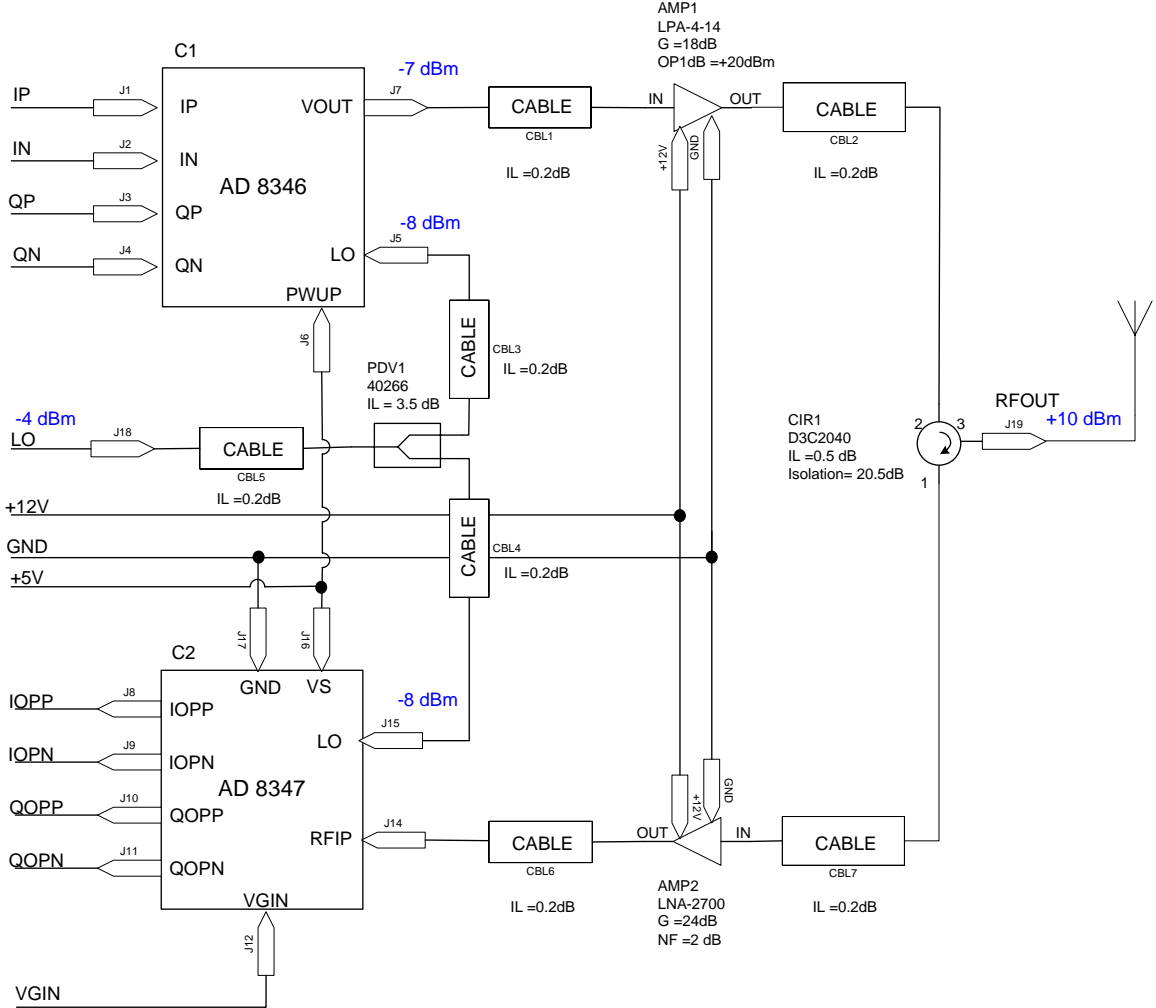 AMP1
LPA-4-14
G =18dB
OP1dB =+20dBm
C1
-7 dBm
IP
J1
IP
VOUT
J7
CABLE
CBL1
IL =0.2dB
IN
OUT
CABLE
CBL2
IL =0.2dB
+12V
GND
IN
J2
IN
AD 8346
QP
J3
QP
QN
J4
QN
-8 dBm
LO
J5
PWUP
J6
CABLE
CBL3
IL =0.2dB
PDV1
40266
IL = 3.5 dB
-4 dBm
LO
J18
CABLE
CBL5
IL =0.2dB
CIR1
D3C2040
IL =0.5 dB
Isolation= 20.5dB
2
3
1
RFOUT
J19
+10 dBm
+12V
GND
+5V
CABLE
CBL4
IL =0.2dB
J17
J16
C2
GND
VS
IOPP
J8
IOPP
-8 dBm
LO
J15
IOPN
J9
IOPN
AD 8347
QOPP
J10
QOPP
RFIP
J14
CABLE
CBL6
IL =0.2dB
OUT
IN
+12V
GND
CABLE
CBL7
IL =0.2dB
QOPN
J11
QOPN
AMP2
LNA-2700
G =24dB
NF =2 dB
VGIN
J12
VGIN